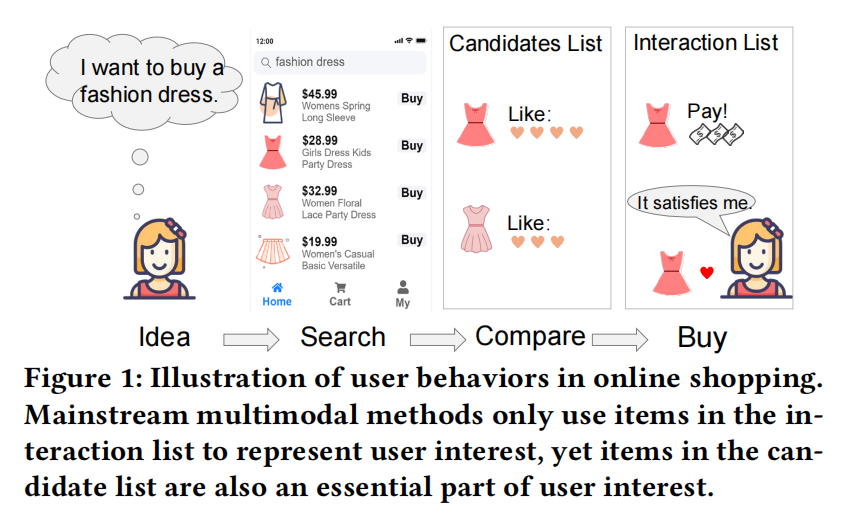 I want to buy a
fashion dress.
12:00
fashion dress
$45.99
Womens Spring
Long Sleeve
Buy
$28.99
Girls Dress Kids
Party Dress
Buy
$32.99
Women Floral
Lace Party Dress
Buy
$19.99
Women's Casual
Basic Versatile
Buy
Home
Cart
My
Candidates List
Like:
Like:
Interaction List
Pay!
It satisfies me.
Idea
Search
Compare
Buy
Figure 1: Illustration of user behaviors in online shopping.
Mainstream multimodal methods only use items in the in-
teraction list to represent user interest, yet items in the can-
didate list are also an essential part of user interest.